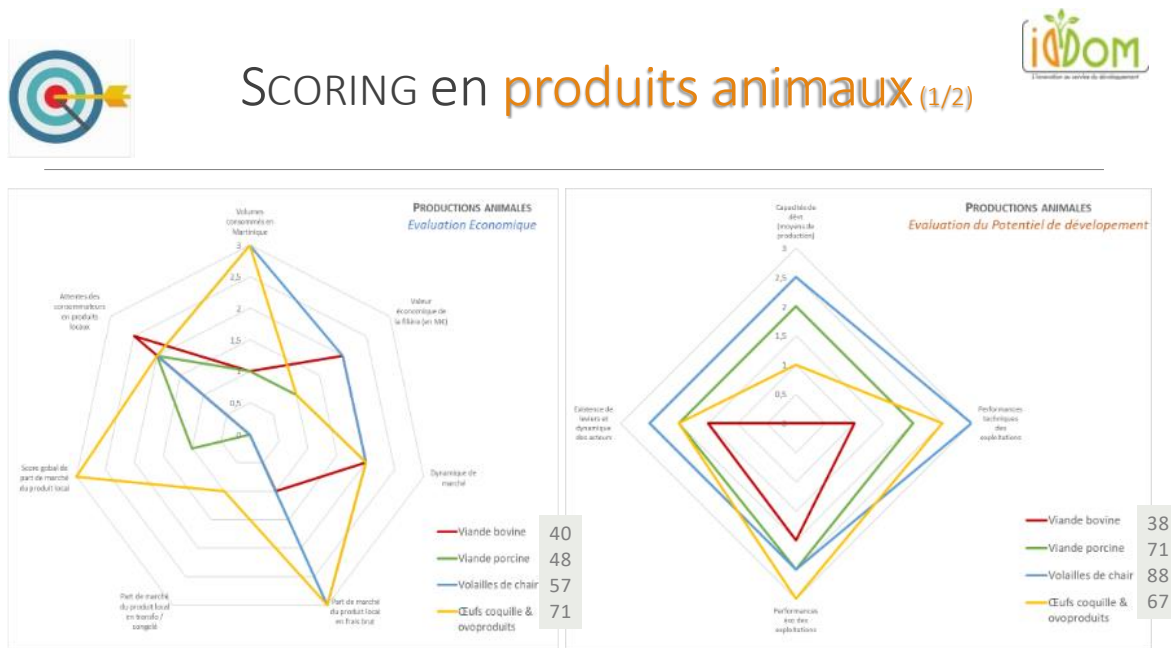 iDDOM
L'innovation au service du développement
SCORING en produits animaux (1/2)
PRODUCTIONS ANIMALES
Evaluation Economique
Volumes
consommés en
Martinique
Valeur
économique de
la filière (en M€)
Dynamique de
marché
Part de marché
du produit local
en frais (vu)
Part de marché
du produit local
en transfo /
congelé
Score gobal de
part de marché
du produit local
Attentes des
consommateurs
en produits
locaux
3
2,5
2
1,5
1
0,5
0
Viande bovine 40
Viande porcine 48
Volailles de chair 57
Œufs coquille & 71
ovoproduits
PRODUCTIONS ANIMALES
Evaluation du Potentiel de dévelopement
Capacités de
dévt
(moyens de
production)
Performances
techniques
des
exploitations
Performances
éco des
exploitations
Existence de
leviers et
dynamique
des acteurs
3
2,5
2
1,5
1
0,5
Viande bovine 38
Viande porcine 71
Volailles de chair 88
Œufs coquille & 67
ovoproduits